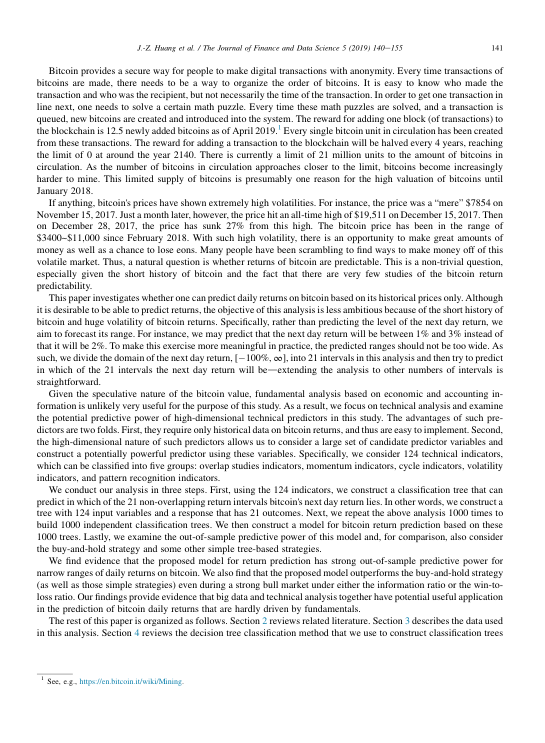 J.-Z. Huang et al. / The Journal of Finance and Data Science 5 (2019) 140−155
141
Bitcoin provides a secure way for people to make digital transactions with anonymity. Every time transactions of
bitcoins are made, there needs to be a way to organize the order of bitcoins. It is easy to know who made the
transaction and who was the recipient, but not necessarily the time of the transaction. In order to get one transaction in
line next, one needs to solve a certain math puzzle. Every time these math puzzles are solved, and a transaction is
queued, new bitcoins are created and introduced into the system. The reward for adding one block (of transactions) to
the blockchain is 12.5 newly added bitcoins as of April 2019.1 Every single bitcoin unit in circulation has been created
from these transactions. The reward for adding a transaction to the blockchain will be halved every 4 years, reaching
the limit of 0 at around the year 2140. There is currently a limit of 21 million units to the amount of bitcoins in
circulation. As the number of bitcoins in circulation approaches closer to the limit, bitcoins become increasingly
harder to mine. This limited supply of bitcoins is presumably one reason for the high valuation of bitcoins until
January 2018.
If anything, bitcoin's prices have shown extremely high volatilities. For instance, the price was a “mere” $7854 on
November 15, 2017. Just a month later, however, the price hit an all-time high of $19,511 on December 15, 2017. Then
on December 28, 2017, the price has sunk 27% from this high. The bitcoin price has been in the range of
$3400−$11,000 since February 2018. With such high volatility, there is an opportunity to make great amounts of
money as well as a chance to lose eons. Many people have been scrambling to find ways to make money off of this
volatile market. Thus, a natural question is whether returns of bitcoin are predictable. This is a non-trivial question,
especially given the short history of bitcoin and the fact that there are very few studies of the bitcoin return
predictability.
This paper investigates whether one can predict daily returns on bitcoin based on its historical prices only. Although
it is desirable to be able to predict returns, the objective of this analysis is less ambitious because of the short history of
bitcoin and huge volatility of bitcoin returns. Specifically, rather than predicting the level of the next day return, we
aim to forecast its range. For instance, we may predict that the next day return will be between 1% and 3% instead of
that it will be 2%. To make this exercise more meaningful in practice, the predicted ranges should not be too wide. As
such, we divide the domain of the next day return, [−100%, ∞], into 21 intervals in this analysis and then try to predict
in which of the 21 intervals the next day return will be—extending the analysis to other numbers of intervals is
straightforward.
Given the speculative nature of the bitcoin value, fundamental analysis based on economic and accounting in-
formation is unlikely very useful for the purpose of this study. As a result, we focus on technical analysis and examine
the potential predictive power of high-dimensional technical predictors in this study. The advantages of such pre-
dictors are two folds. First, they require only historical data on bitcoin returns, and thus are easy to implement. Second,
the high-dimensional nature of such predictors allows us to consider a large set of candidate predictor variables and
construct a potentially powerful predictor using these variables. Specifically, we consider 124 technical indicators,
which can be classified into five groups: overlap studies indicators, momentum indicators, cycle indicators, volatility
indicators, and pattern recognition indicators.
We conduct our analysis in three steps. First, using the 124 indicators, we construct a classification tree that can
predict in which of the 21 non-overlapping return intervals bitcoin's next day return lies. In other words, we construct a
tree with 124 input variables and a response that has 21 outcomes. Next, we repeat the above analysis 1000 times to
build 1000 independent classification trees. We then construct a model for bitcoin return prediction based on these
1000 trees. Lastly, we examine the out-of-sample predictive power of this model and, for comparison, also consider
the buy-and-hold strategy and some other simple tree-based strategies.
We find evidence that the proposed model for return prediction has strong out-of-sample predictive power for
narrow ranges of daily returns on bitcoin. We also find that the proposed model outperforms the buy-and-hold strategy
(as well as those simple strategies) even during a strong bull market under either the information ratio or the win-to-
loss ratio. Our findings provide evidence that big data and technical analysis together have potential useful application
in the prediction of bitcoin daily returns that are hardly driven by fundamentals.
The rest of this paper is organized as follows. Section 2 reviews related literature. Section 3 describes the data used
in this analysis. Section 4 reviews the decision tree classification method that we use to construct classification trees
1 See, e.g., https://en.bitcoin.it/wiki/Mining.